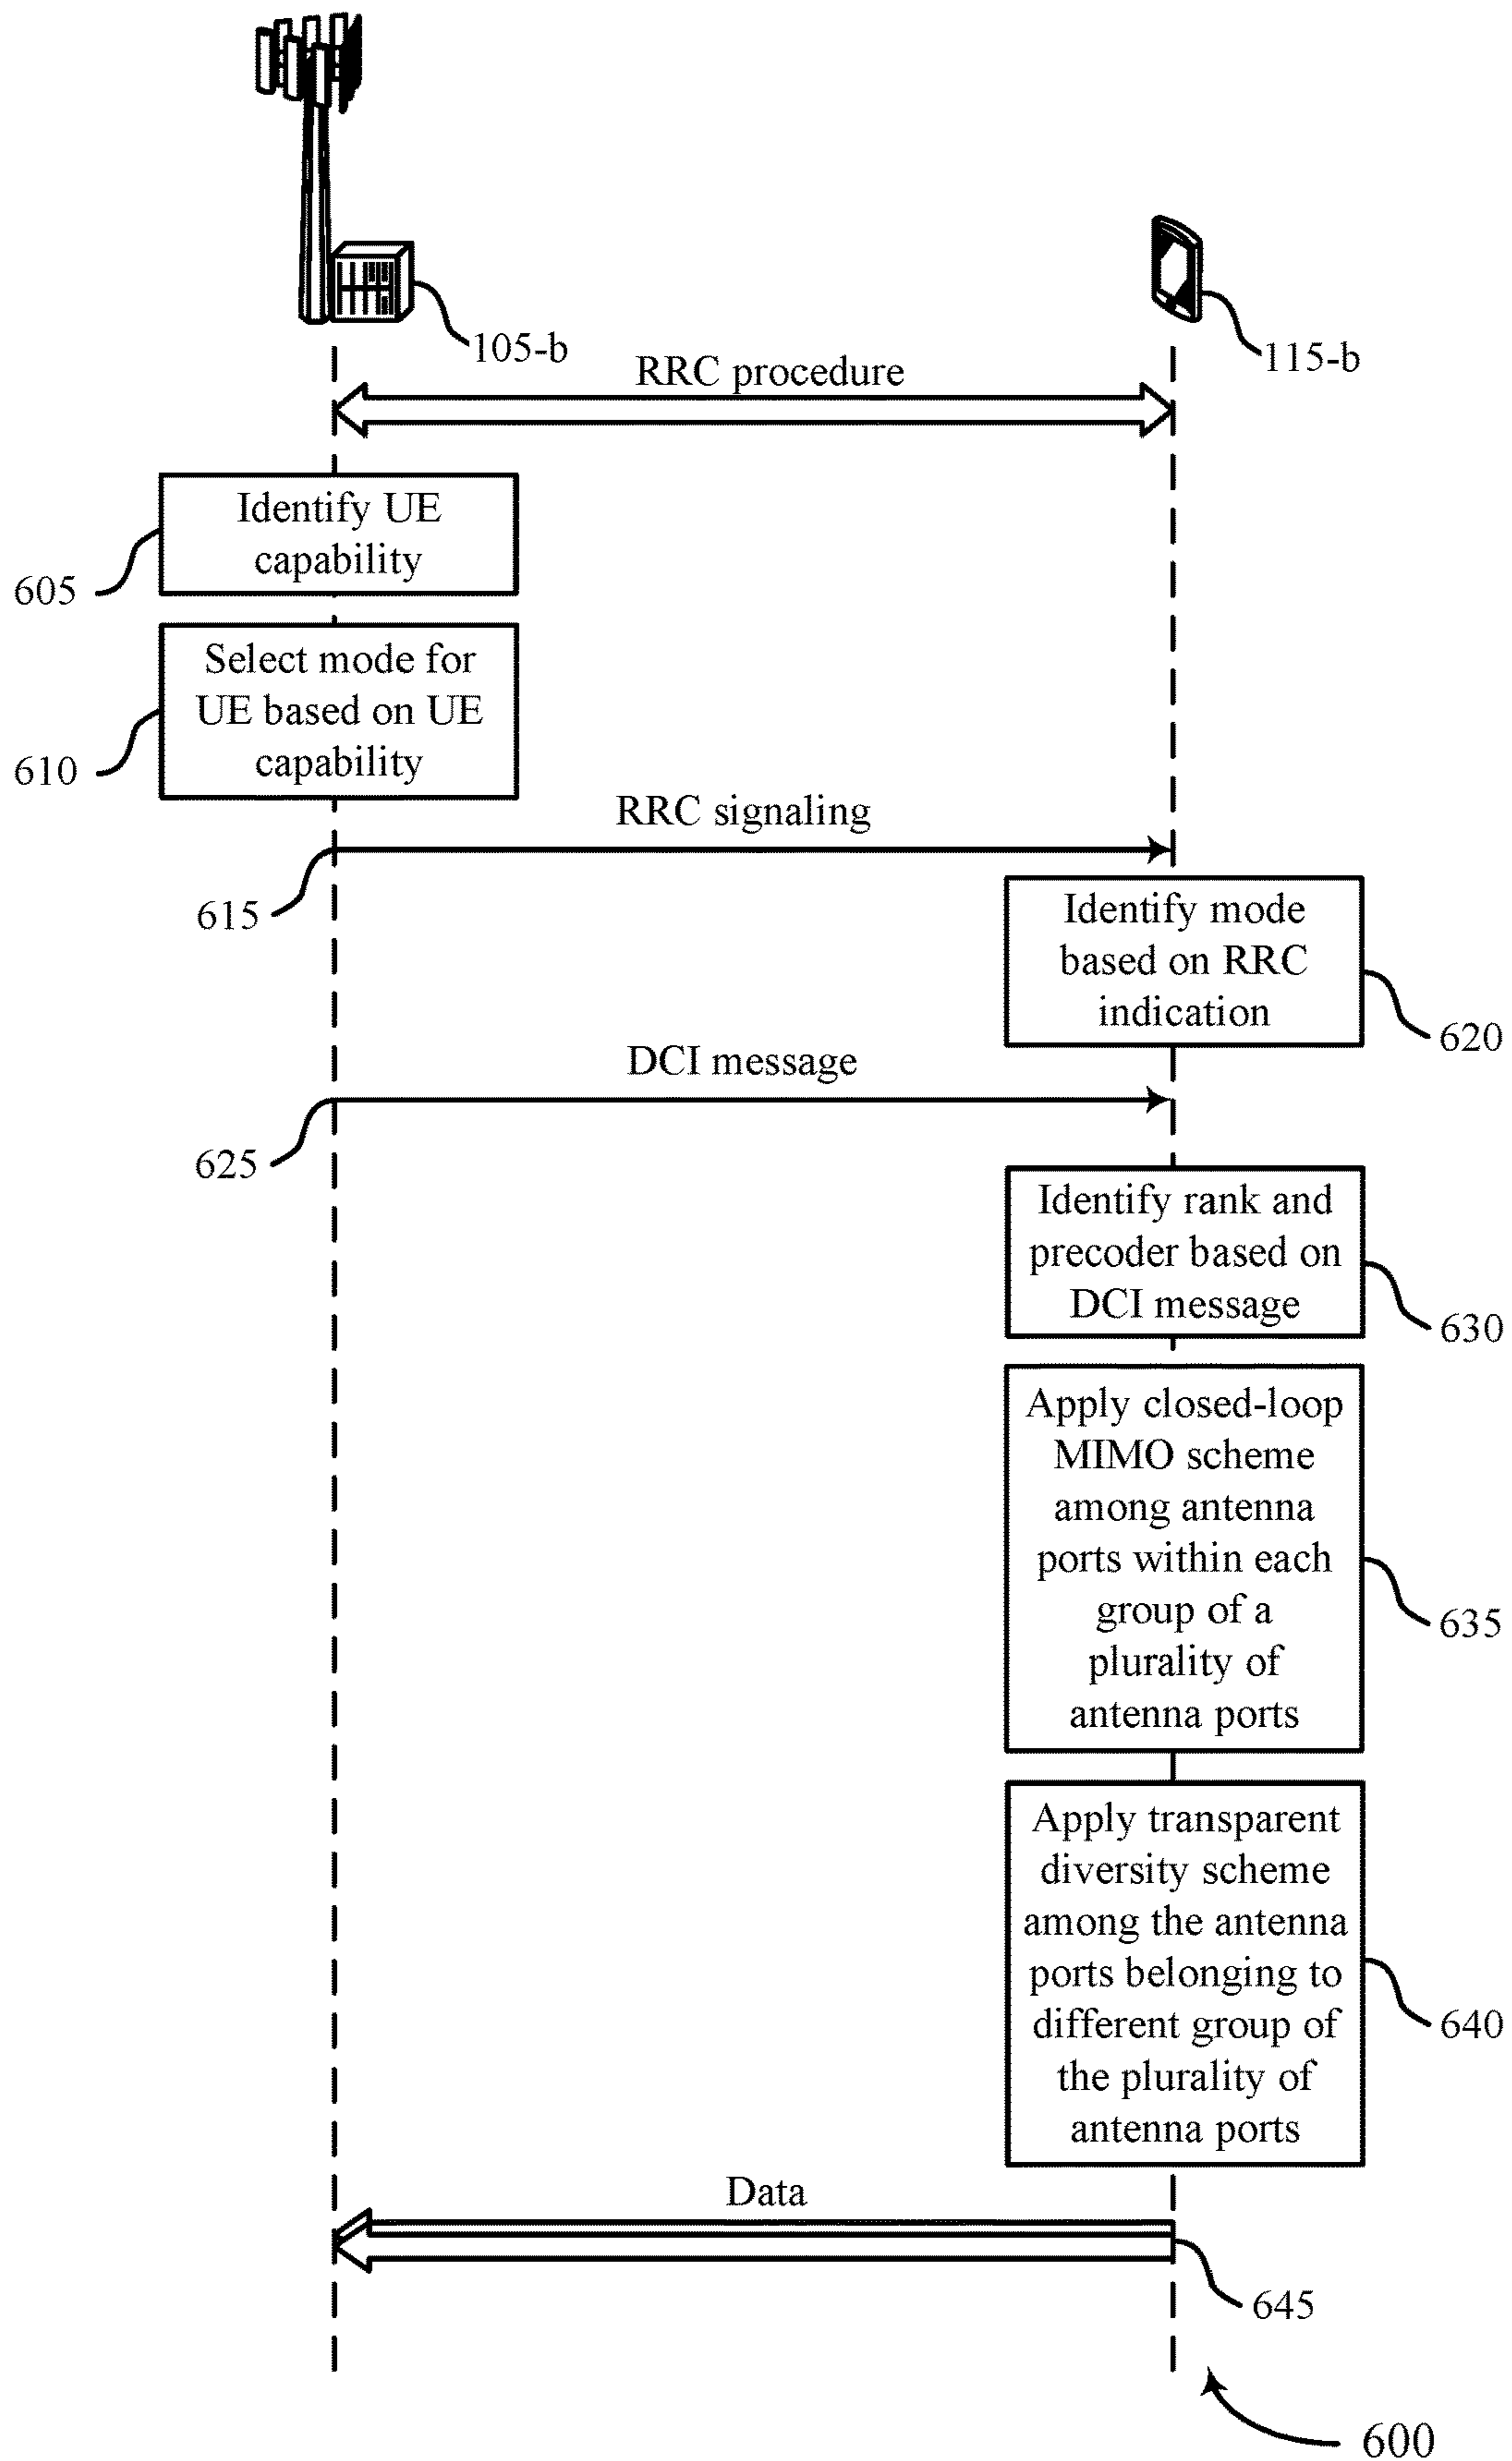 105-b
115-b
RRC procedure
Identify UE
capability
605
Select mode for
UE based on UE
capability
610
RRC signaling
615
Identify mode
based on RRC
indication
620
DCI message
625
Identify rank and
precoder based on
DCI message
630
Apply closed-loop
MIMO scheme
among antenna
ports within each
group of a
plurality of
antenna ports
635
Apply transparent
diversity scheme
among the antenna
ports belonging to
different group of
the plurality of
antenna ports
640
Data
645
600